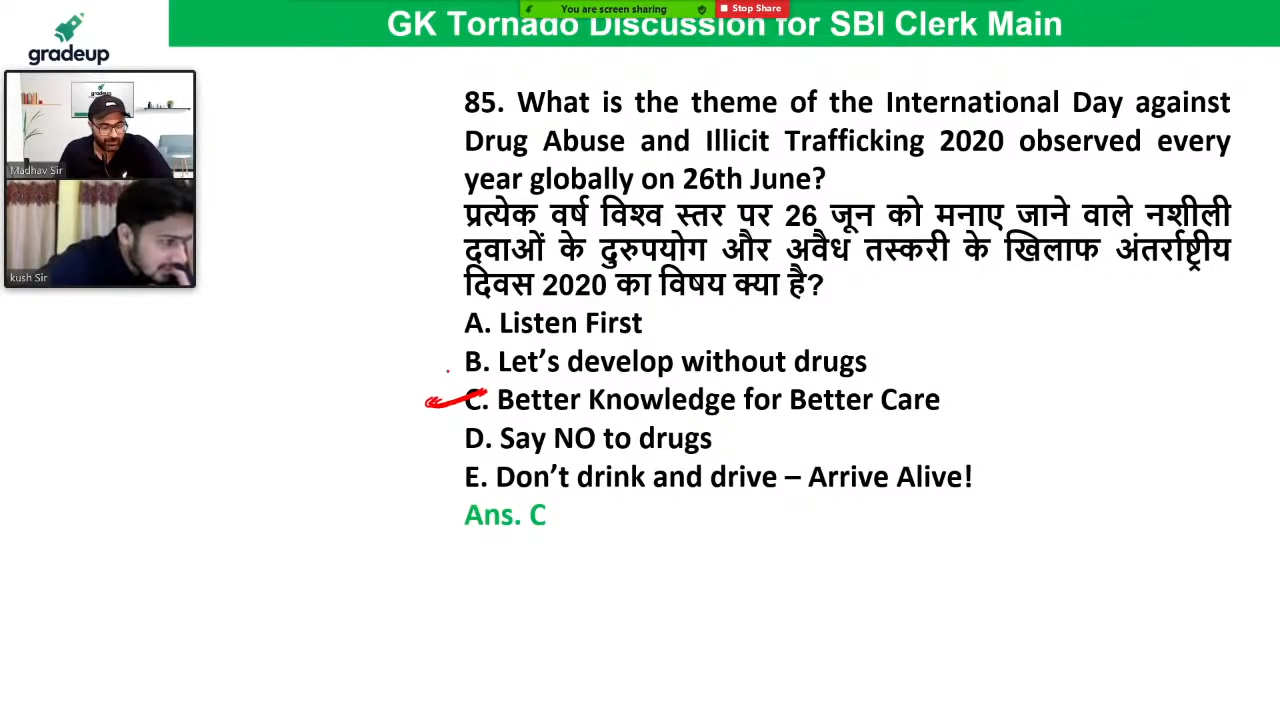 You are screen sharing
Stop Share
GK Tornado Discussion for SBI Clerk Main
gradeup
gradeup
Madhav Sir
kush Sir
85. What is the theme of the International Day against
Drug Abuse and Illicit Trafficking 2020 observed every
year globally on 26th June?
प्रत्येक वर्ष विश्व स्तर पर 26 जून को मनाए जाने वाले नशीली
दवाओं के दुरुपयोग और अवैध तस्करी के खिलाफ अंतर्राष्ट्रीय
दिवस 2020 का विषय क्या है?
A. Listen First
B. Let’s develop without drugs
C. Better Knowledge for Better Care
D. Say NO to drugs
E. Don’t drink and drive – Arrive Alive!
Ans. C